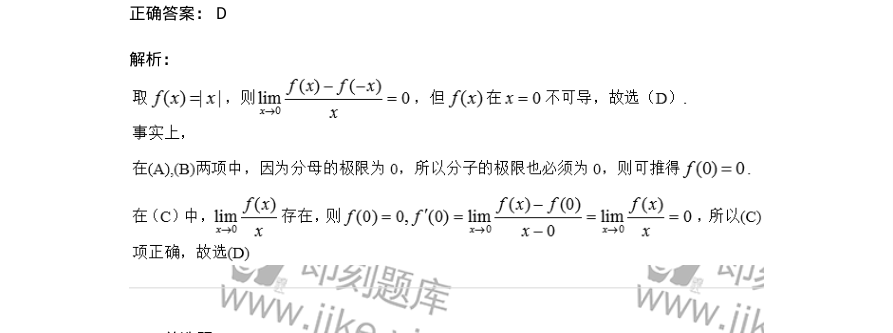 正确答案： D
解析：
取 f(x)=|x|，则 lim_{x→0} (f(x)−f(−x))/x = 0，但 f(x) 在 x=0 不可导，故选（D）.
事实上，
在(A),(B)两项中，因为分母的极限为 0，所以分子的极限也必须为 0，则可推得 f(0)=0.
在（C）中，lim_{x→0} f(x)/x 存在，则 f(0)=0, f′(0)= lim_{x→0} (f(x)−f(0))/(x−0) = lim_{x→0} f(x)/x = 0，所以(C)
项正确，故选(D)
即刻题库
www.jike